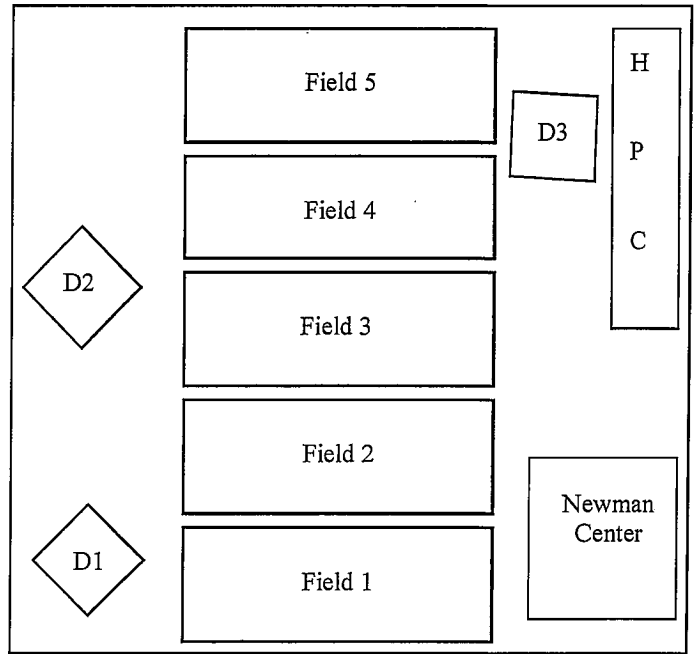 Field 5
H
D3
P
Field 4
C
D2
Field 3
Field 2
Newman
Center
D1
Field 1